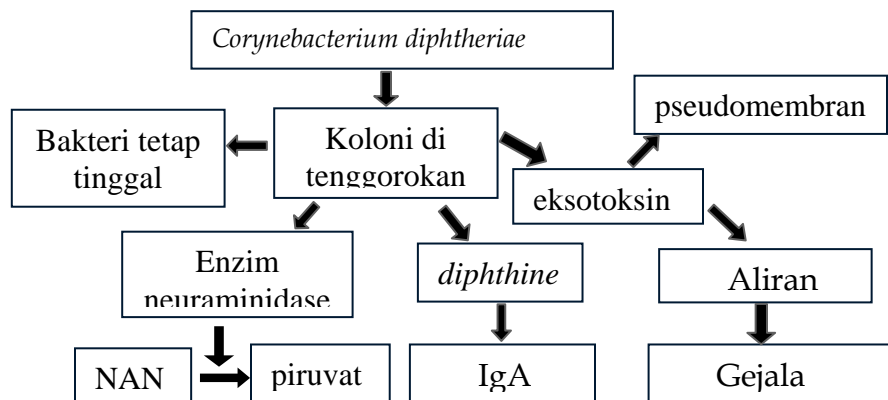 Corynebacterium diphtheriae
pseudomembran
Bakteri tetap
tinggal
Koloni di
tenggorokan
eksotoksin
Enzim
neuraminidase
diphthine
Aliran
NAN
piruvat
IgA
Gejala